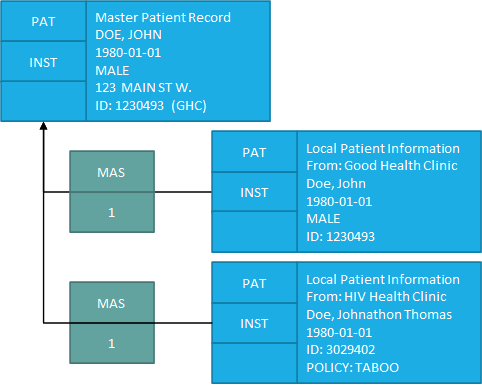 PAT
INST
Master Patient Record
DOE, JOHN
1980-01-01
MALE
123 MAIN ST W.
ID: 1230493 (GHC)
MAS
1
PAT
INST
Local Patient Information
From: Good Health Clinic
Doe, John
1980-01-01
MALE
ID: 1230493
MAS
1
PAT
INST
Local Patient Information
From: HIV Health Clinic
Doe, Johnathon Thomas
1980-01-01
ID: 3029402
POLICY: TABOO